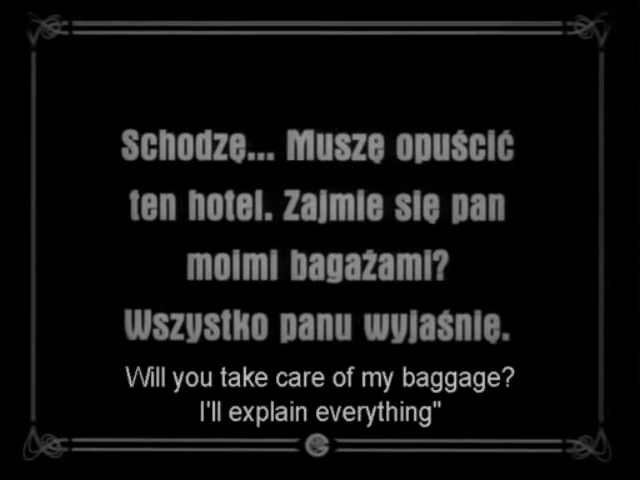 Schodzę... Muszę opuścić
ten hotel. Zajmie się pan
moimi bagażami?
Wszystko panu wyjaśnię.
Will you take care of my baggage?
I'll explain everything"